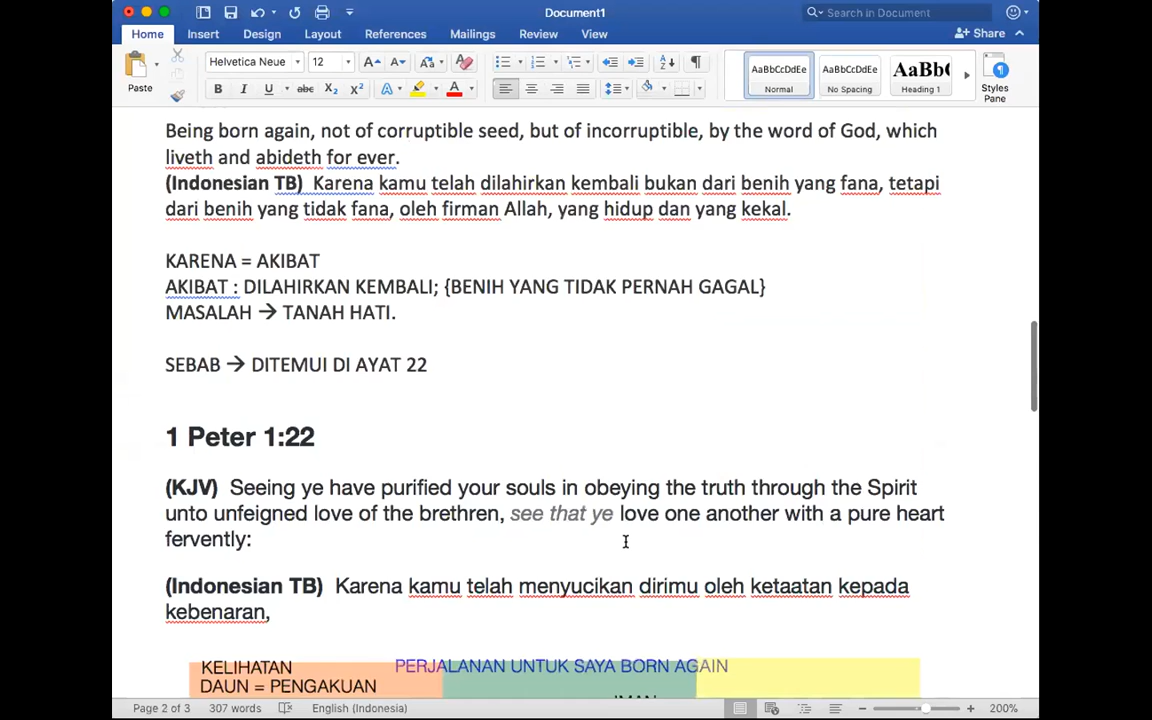 Document1
Search in Document
Home Insert Design Layout References Mailings Review View Share
Paste
Helvetica Neue 12
AaBbCcDdEe AaBbCcDdEe AaBbC
Normal No Spacing Heading 1
Styles Pane
Being born again, not of corruptible seed, but of incorruptible, by the word of God, which
liveth and abideth for ever.
(Indonesian TB) Karena kamu telah dilahirkan kembali bukan dari benih yang fana, tetapi
dari benih yang tidak fana, oleh firman Allah, yang hidup dan yang kekal.
KARENA = AKIBAT
AKIBAT : DILAHIRKAN KEMBALI; {BENIH YANG TIDAK PERNAH GAGAL}
MASALAH → TANAH HATI.
SEBAB → DITEMUI DI AYAT 22
1 Peter 1:22
(KJV) Seeing ye have purified your souls in obeying the truth through the Spirit
unto unfeigned love of the brethren, see that ye love one another with a pure heart
fervently:
(Indonesian TB) Karena kamu telah menyucikan dirimu oleh ketaatan kepada
kebenaran,
KELIHATAN PERJALANAN UNTUK SAYA BORN AGAIN
DAUN = PENGAKUAN
IMAN
Page 2 of 3 307 words English (Indonesia) 200%